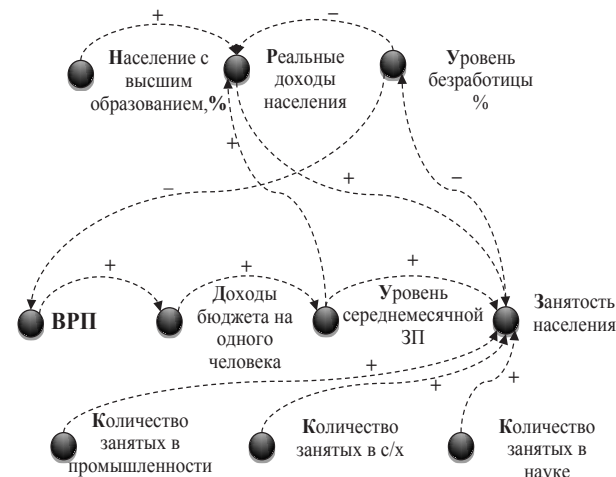 +
–
Население с
высшим
образованием,%
Реальные
доходы
населения
Уровень
безработицы
%
+
+
–
–
+
+
+
ВРП
Доходы
бюджета на
одного
человека
Уровень
середнемесячной
ЗП
Занятость
населения
+
+
+
Количество
занятых в
промышленности
Количество
занятых в с/х
Количество
занятых в
науке